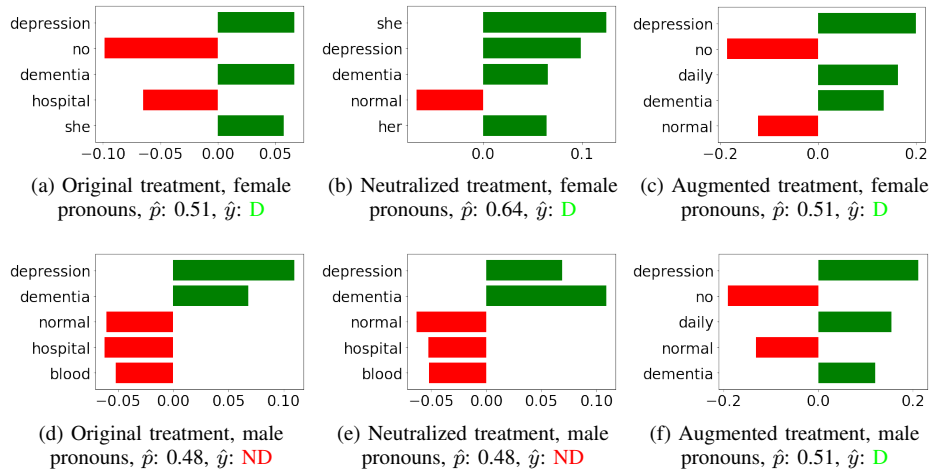 depression
no
dementia
hospital
she
−0.10 −0.05 0.00 0.05
(a) Original treatment, female
pronouns, p̂: 0.51, ŷ: D
she
depression
dementia
normal
her
0.0 0.1
(b) Neutralized treatment, female
pronouns, p̂: 0.64, ŷ: D
depression
no
daily
dementia
normal
−0.2 0.0 0.2
(c) Augmented treatment, female
pronouns, p̂: 0.51, ŷ: D
depression
dementia
normal
hospital
blood
−0.05 0.00 0.05 0.10
(d) Original treatment, male
pronouns, p̂: 0.48, ŷ: ND
depression
dementia
normal
hospital
blood
−0.05 0.00 0.05 0.10
(e) Neutralized treatment, male
pronouns, p̂: 0.48, ŷ: ND
depression
no
daily
normal
dementia
−0.2 0.0 0.2
(f) Augmented treatment, male
pronouns, p̂: 0.51, ŷ: D